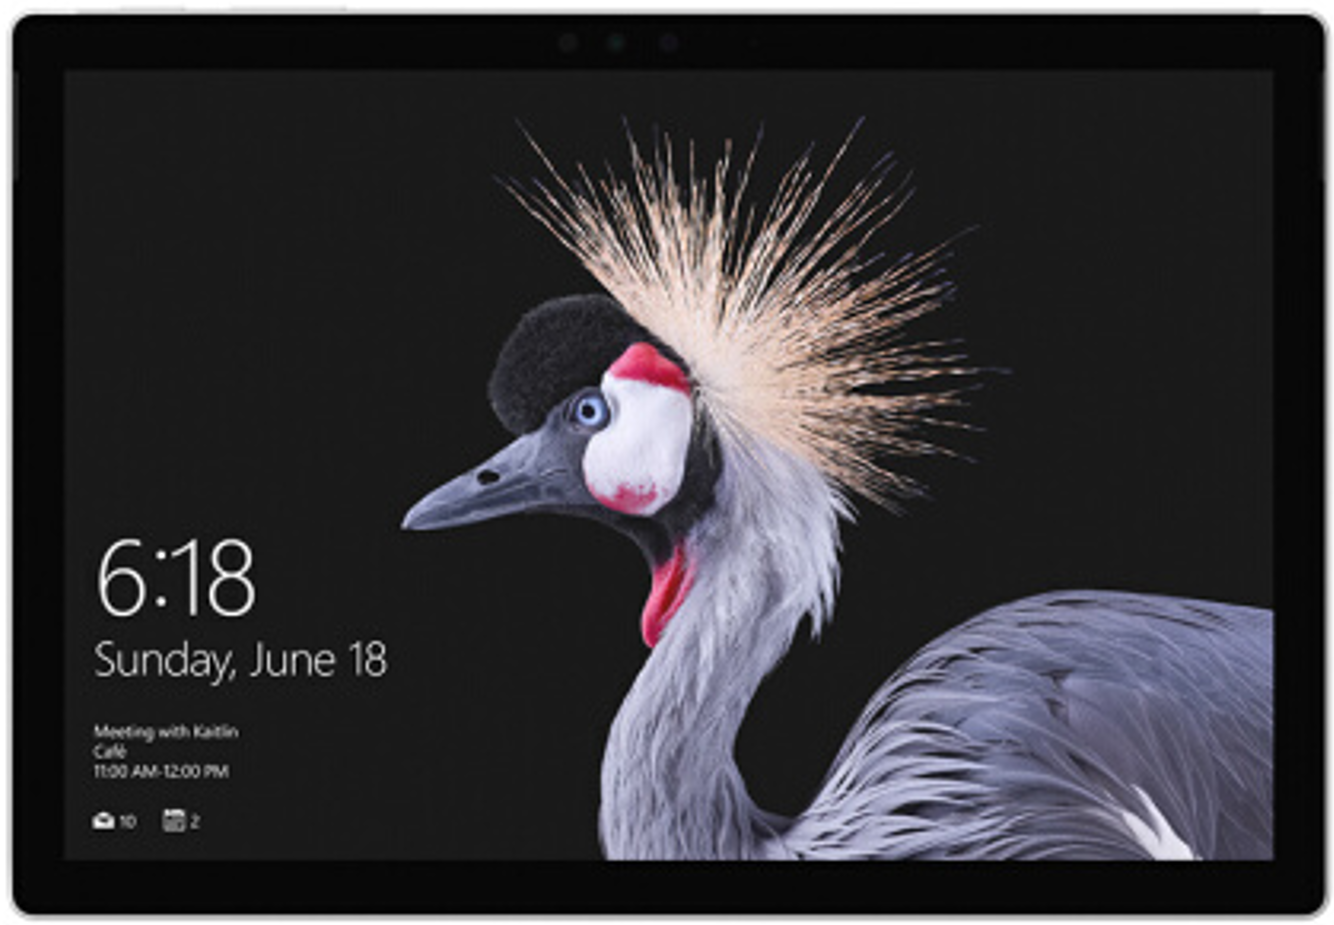 6:18
Sunday, June 18
Meeting with Kaitlin
Café
11:00 AM-12:00 PM
10 2